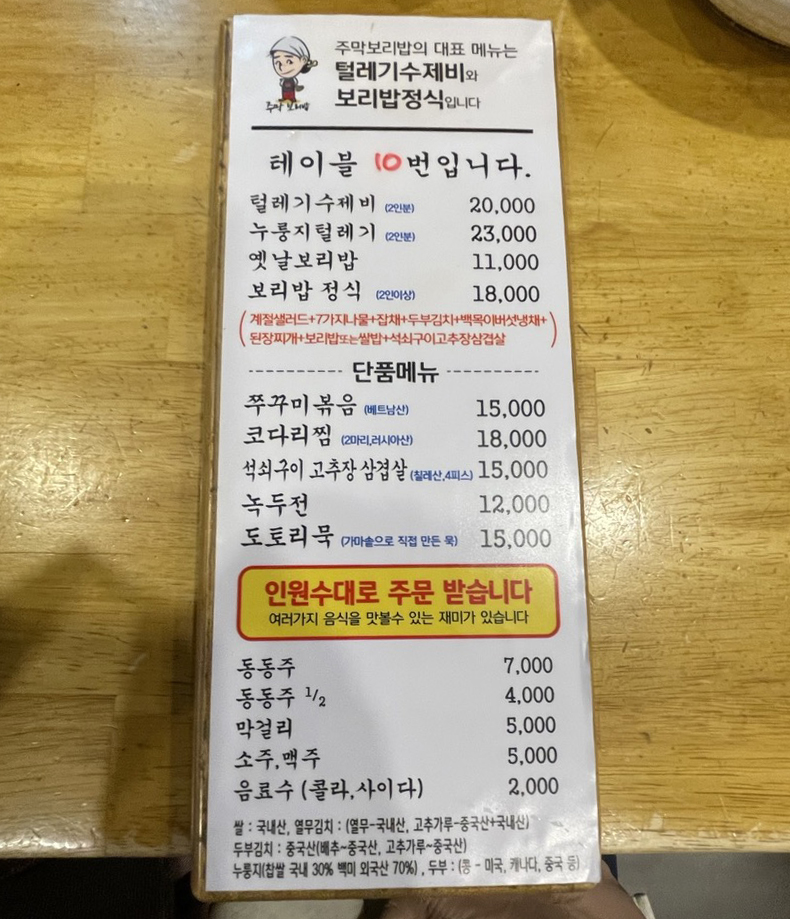 주막보리밥의 대표 메뉴는
털레기수제비와
보리밥정식입니다
주막 보리밥
테이블 10번입니다.
털레기수제비 (2인분) 20,000
누룽지털레기 (2인분) 23,000
옛날보리밥 11,000
보리밥 정식 (2인이상) 18,000
(계절샐러드+7가지나물+잡채+두부김치+백목이버섯냉채+
된장찌개+보리밥또는쌀밥+석쇠구이고추장삼겹살)
단품메뉴
쭈꾸미볶음 (베트남산) 15,000
코다리찜 (2마리,러시아산) 18,000
석쇠구이 고추장 삼겹살 (칠레산,4피스) 15,000
녹두전 12,000
도토리묵 (가마솥으로 직접 만든 묵) 15,000
인원수대로 주문 받습니다
여러가지 음식을 맛볼수 있는 재미가 있습니다
동동주 7,000
동동주 1/2 4,000
막걸리 5,000
소주,맥주 5,000
음료수 (콜라,사이다) 2,000
쌀 : 국내산, 열무김치 : (열무-국내산, 고추가루-중국산+국내산)
두부김치 : 중국산(배추~중국산, 고추가루~중국산)
누룽지(찹쌀 국내 30% 백미 외국산 70%) , 두부 : (콩 - 미국, 캐나다, 중국 등)